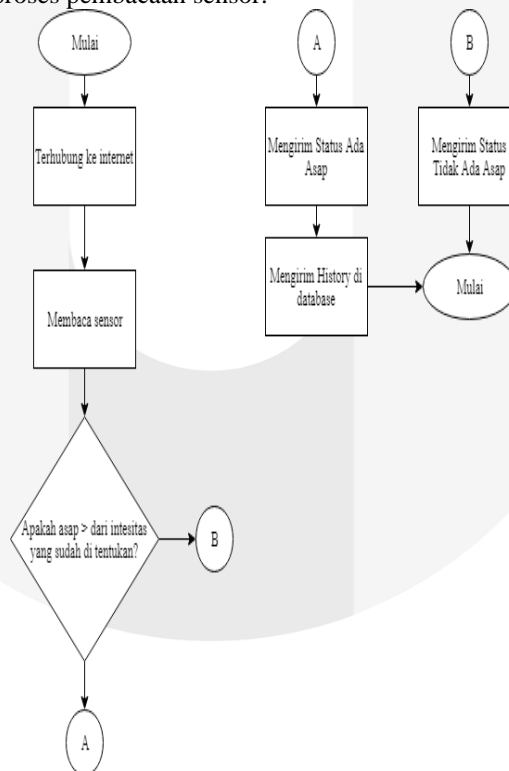 proses pembacaan sensor.
Mulai
Terhubung ke internet
Membaca sensor
Apakah asap > dari intesitas
yang sudah di tentukan?
B
A
A
Mengirim Status Ada
Asap
Mengirim History di
database
B
Mengirim Status
Tidak Ada Asap
Mulai